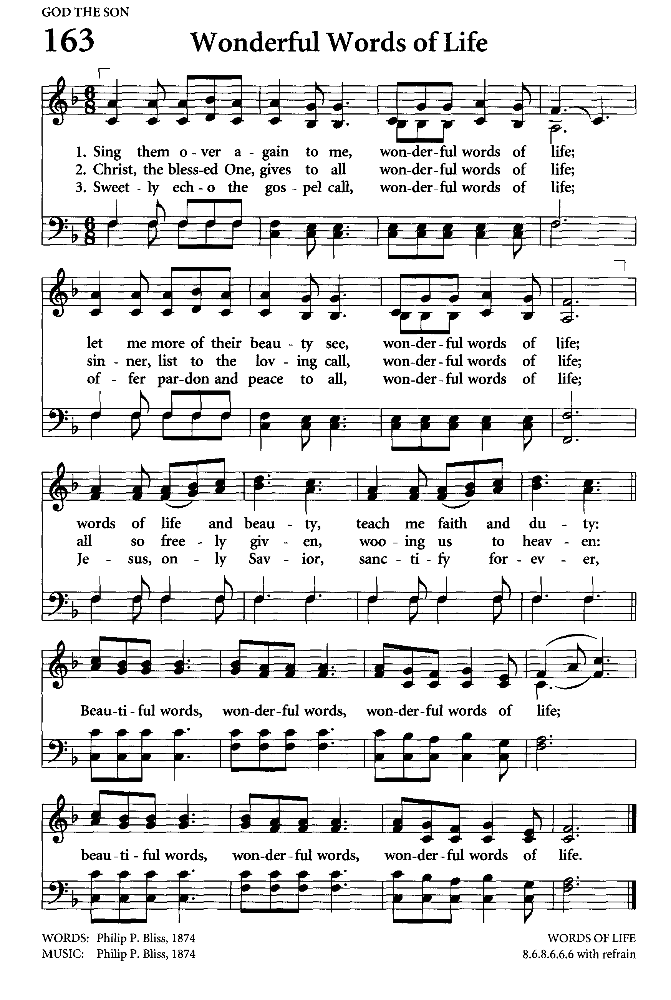 GOD THE SON
163 Wonderful Words of Life
1. Sing them o - ver a - gain to me, won-der-ful words of life;
2. Christ, the bless-ed One, gives to all won-der-ful words of life;
3. Sweet - ly ech - o the gos - pel call, won-der-ful words of life;
let me more of their beau - ty see, won-der-ful words of life;
sin - ner, list to the lov - ing call, won-der-ful words of life;
of - fer par-don and peace to all, won-der-ful words of life;
words of life and beau - ty, teach me faith and du - ty:
all so free - ly giv - en, woo - ing us to heav - en:
Je - sus, on - ly Sav - ior, sanc - ti - fy for - ev - er,
Beau-ti-ful words, won-der-ful words, won-der-ful words of life;
beau-ti-ful words, won-der-ful words, won-der-ful words of life.
WORDS: Philip P. Bliss, 1874 WORDS OF LIFE
MUSIC: Philip P. Bliss, 1874 8.6.8.6.6.6 with refrain